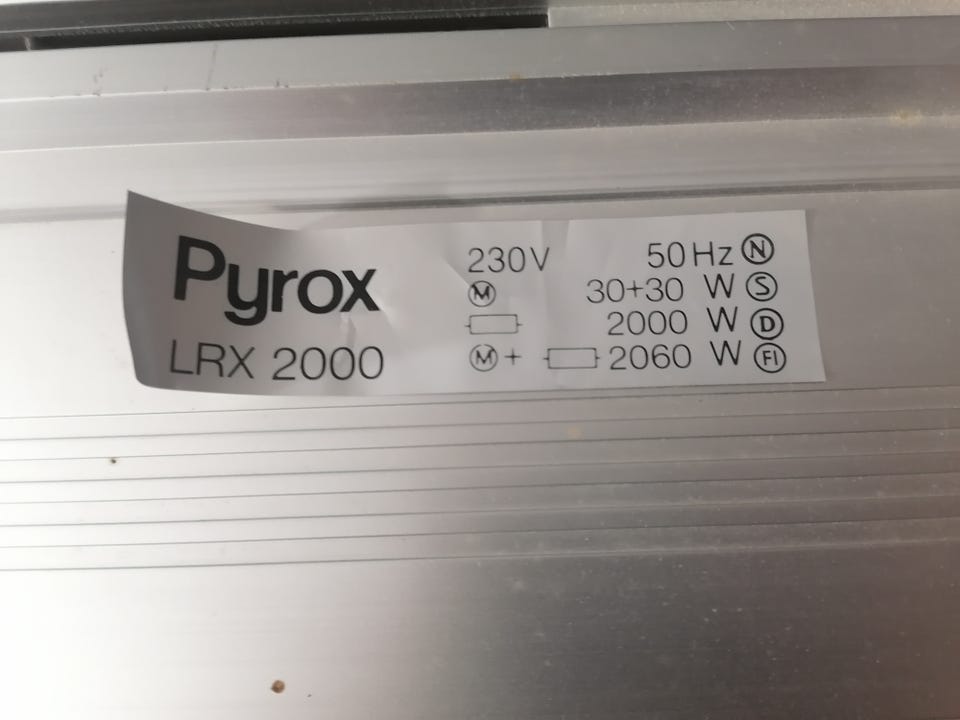 Pyrox
LRX 2000
230V 50Hz N
M 30+30 W S
2000 W D
M + 2060 W FI